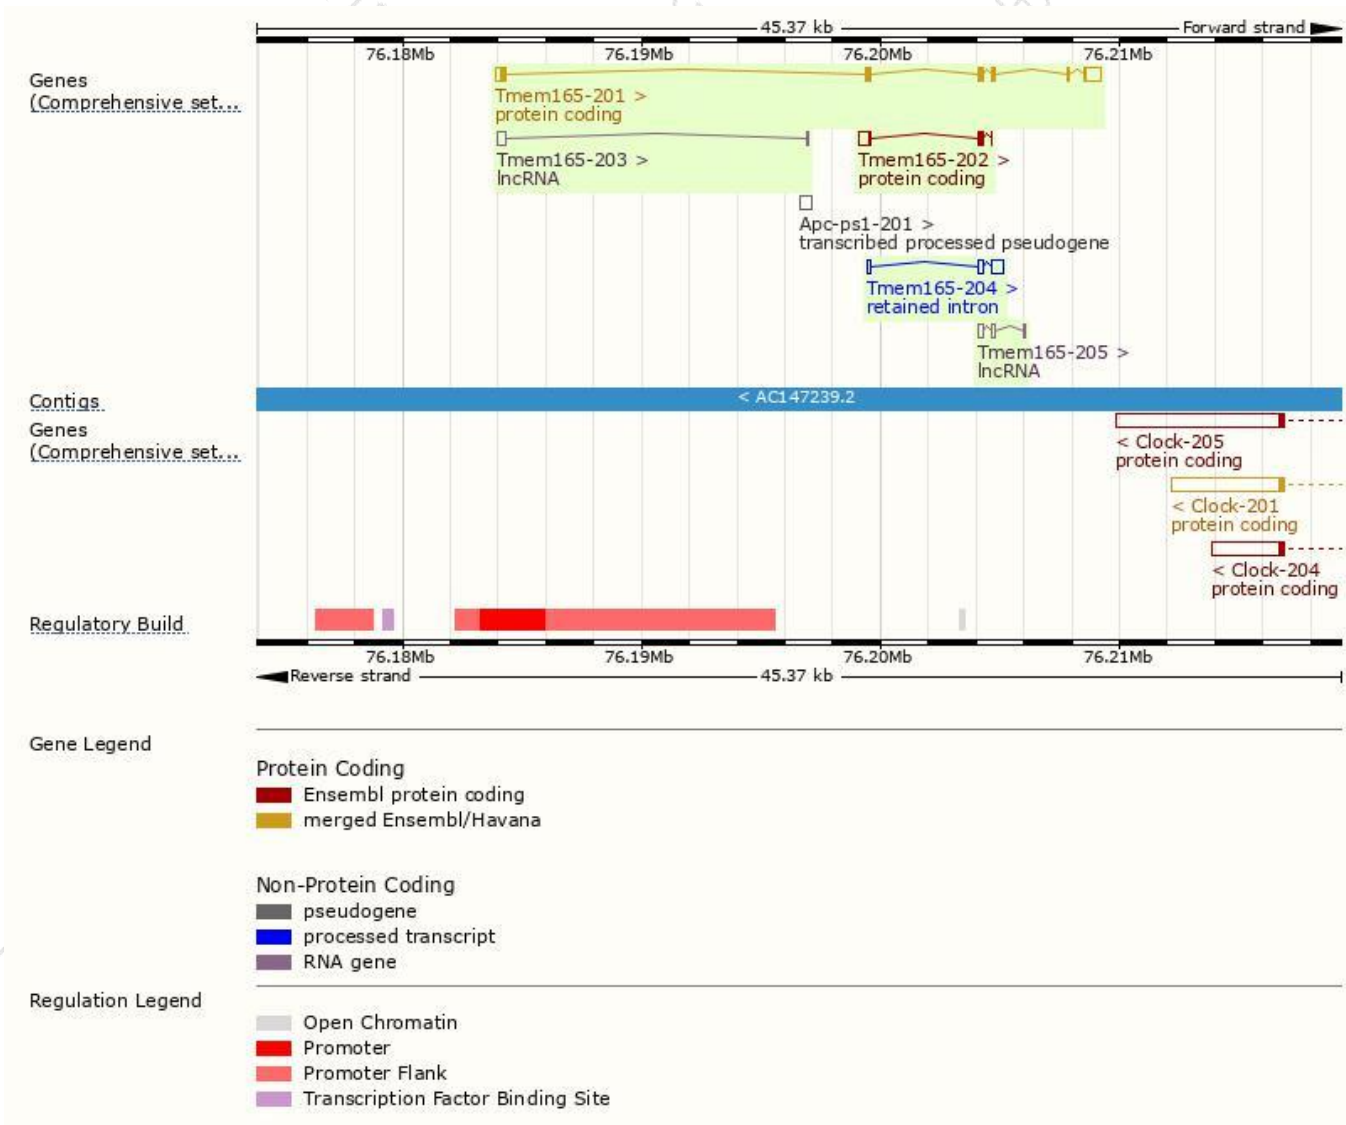 45.37 kb
Forward strand
76.18Mb 76.19Mb 76.20Mb 76.21Mb
Genes
(Comprehensive set...
Tmem165-201 >
protein coding
Tmem165-203 >
lncRNA
Tmem165-202 >
protein coding
Apc-ps1-201 >
transcribed processed pseudogene
Tmem165-204 >
retained intron
Tmem165-205 >
lncRNA
Contigs
< AC147239.2
Genes
(Comprehensive set...
< Clock-205
protein coding
< Clock-201
protein coding
< Clock-204
protein coding
Regulatory Build
76.18Mb 76.19Mb 76.20Mb 76.21Mb
Reverse strand
45.37 kb
Gene Legend
Protein Coding
Ensembl protein coding
merged Ensembl/Havana
Non-Protein Coding
pseudogene
processed transcript
RNA gene
Regulation Legend
Open Chromatin
Promoter
Promoter Flank
Transcription Factor Binding Site